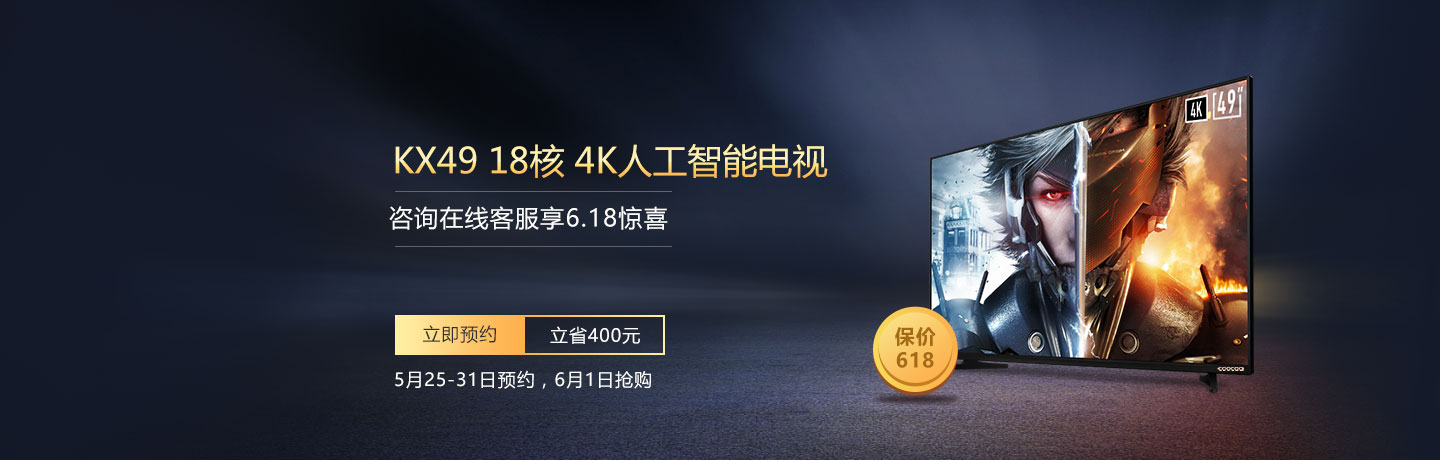 KX49 18核 4K人工智能电视
咨询在线客服享6.18惊喜
立即预约
立省400元
5月25-31日预约，6月1日抢购
4K
49"
保价
618
coocaa